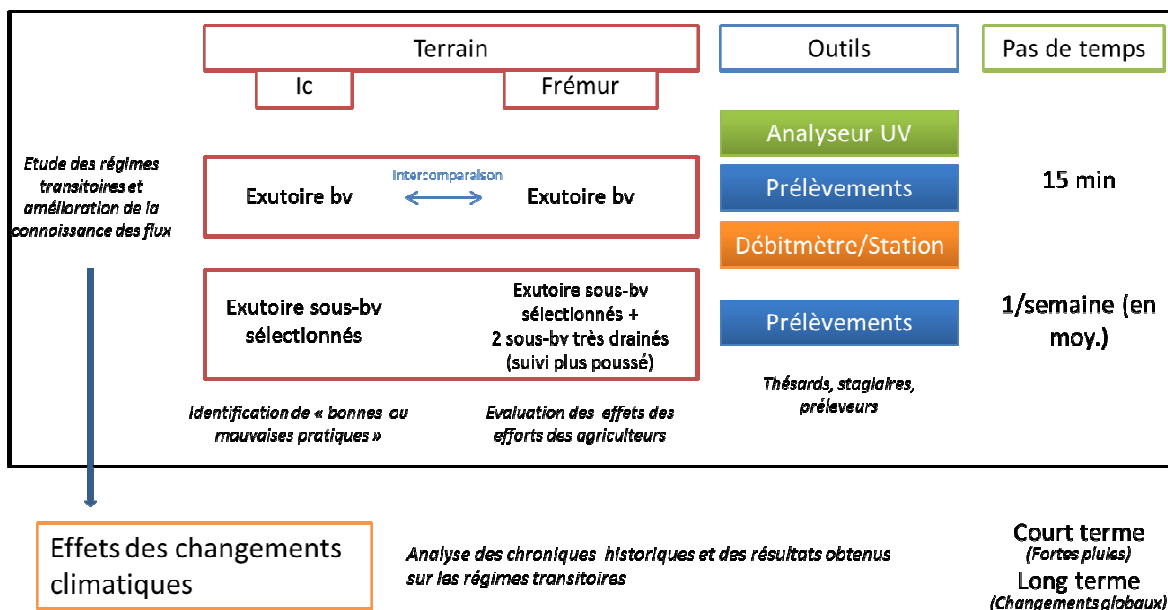 Terrain
Outils
Pas de temps
Ic
Frémur
Etude des régimes
transitoires et
amélioration de la
connaissance des flux
Exutoire bv
Intercomparaison
Exutoire bv
Analyseur UV
Prélèvements
Débitmètre/Station
15 min
Exutoire sous-bv
sélectionnés
Exutoire sous-bv
sélectionnés +
2 sous-bv très drainés
(suivi plus poussé)
Prélèvements
1/semaine (en
moy.)
Identification de « bonnes ou
mauvaises pratiques »
Evaluation des effets des
efforts des agriculteurs
Thésards, stagiaires,
préleveurs
Effets des changements
climatiques
Analyse des chroniques historiques et des résultats obtenus
sur les régimes transitoires
Court terme
(Fortes pluies)
Long terme
(Changements globaux)